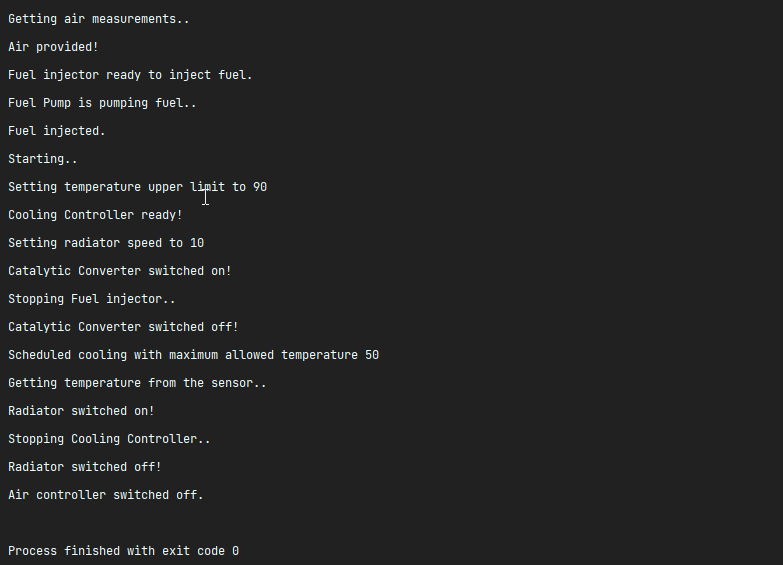 Getting air measurements..
Air provided!
Fuel injector ready to inject fuel.
Fuel Pump is pumping fuel..
Fuel injected.
Starting..
Setting temperature upper limit to 90
Cooling Controller ready!
Setting radiator speed to 10
Catalytic Converter switched on!
Stopping Fuel injector..
Catalytic Converter switched off!
Scheduled cooling with maximum allowed temperature 50
Getting temperature from the sensor..
Radiator switched on!
Stopping Cooling Controller..
Radiator switched off!
Air controller switched off.
Process finished with exit code 0